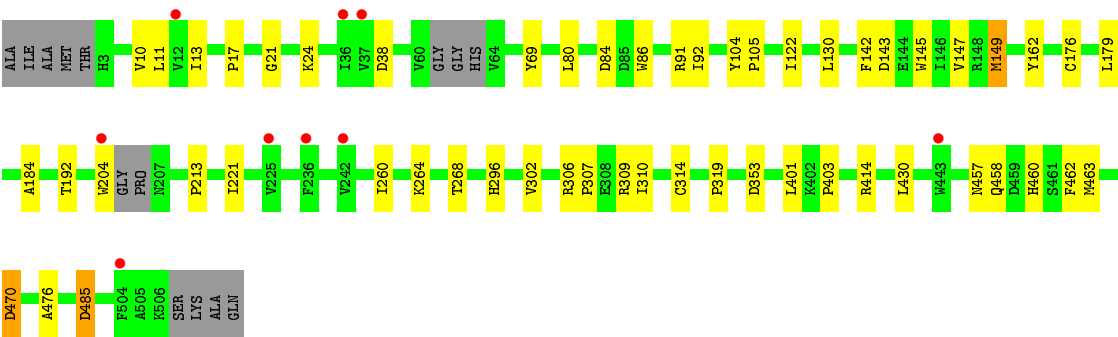 ALA ILE ALA MET THR H3 V10 L11 V12 I13 P17 G21 K24 I36 V37 D38 V60 GLY GLY HIS V64 Y69 L80 D84 D85 W86 R91 I92 Y104 P105 I122 L130 F142 D143 E144 W145 I146 V147 R148 M149 Y162 C176 L179
A184 T192 W204 GLY PRO N207 P213 I221 V225 F236 V242 I260 K264 T268 H296 V302 R306 P307 R308 R309 I310 C314 P319 D353 L401 K402 P403 R414 L430 W443 N457 Q458 D459 H460 S461 F462 M463
D470 A476 D485 F504 A505 K506 SER LYS ALA GLN